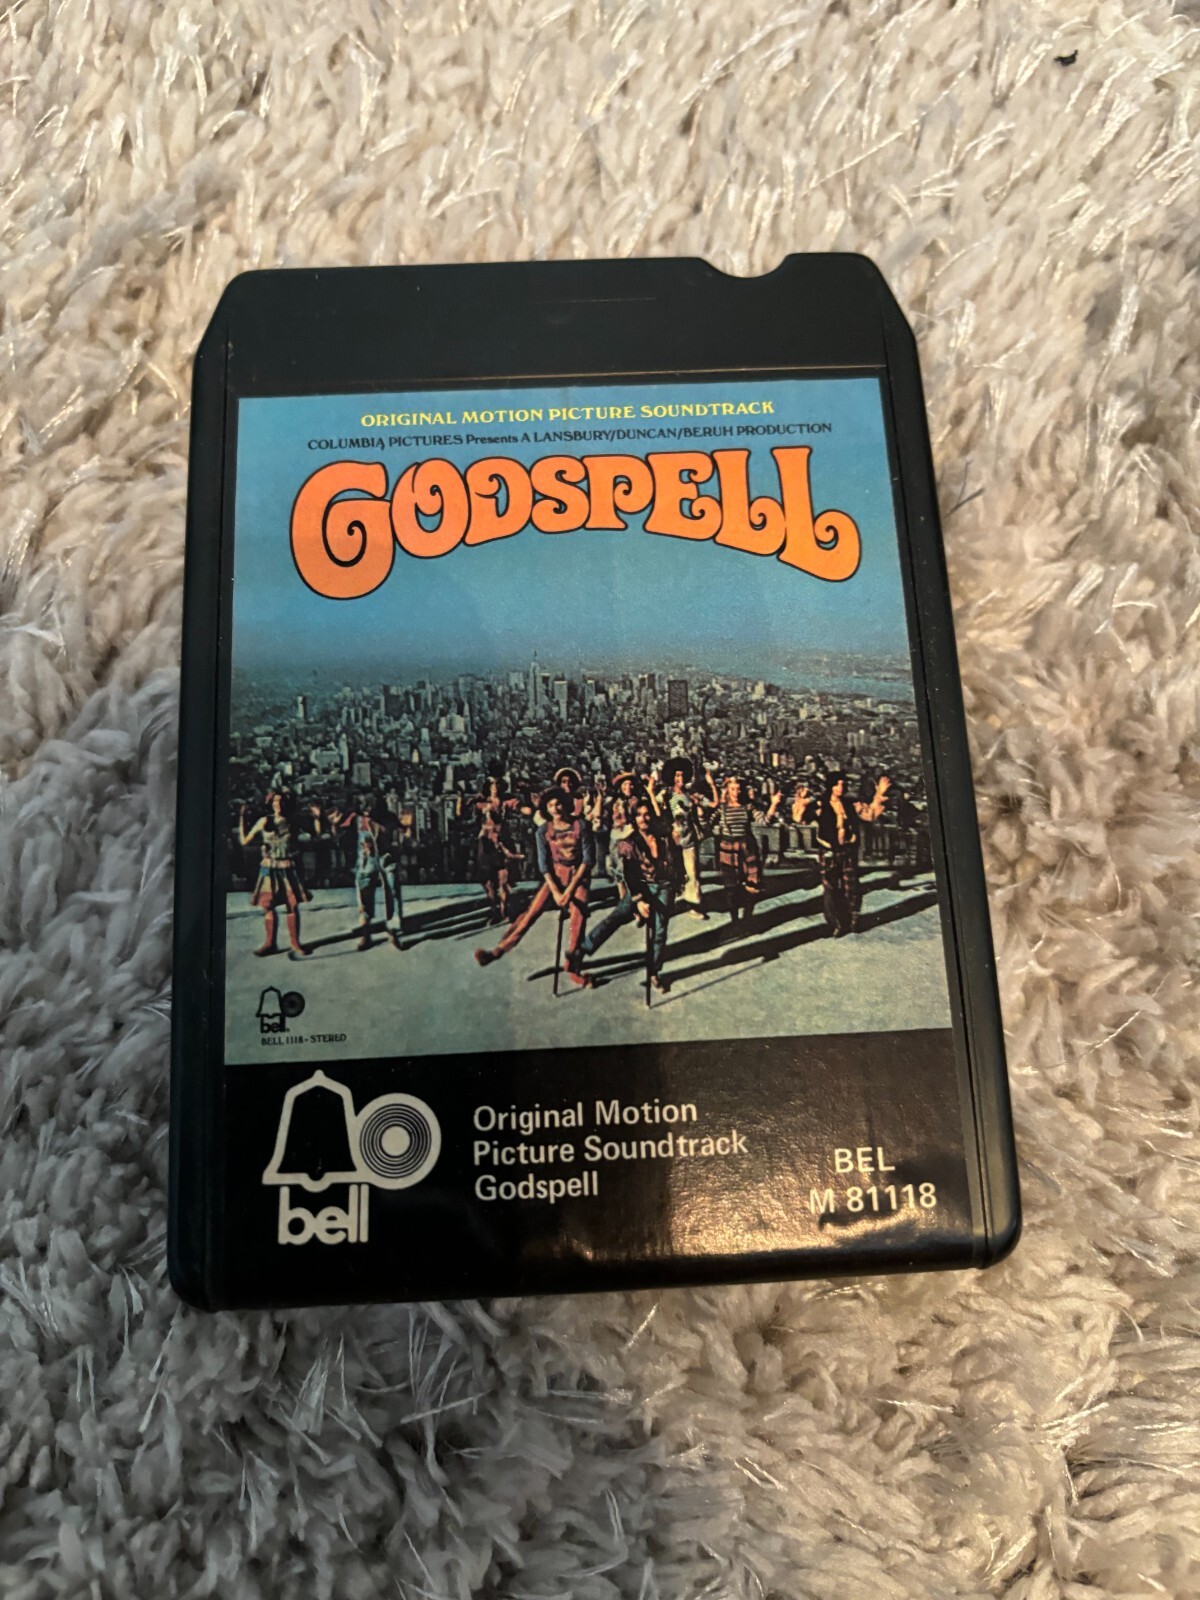 ORIGINAL MOTION PICTURE SOUNDTRACK
COLUMBIA PICTURES Presents A LANSBURY/DUNCAN/BERUH PRODUCTION
GODSPELL
bell
BELL 1118 - STEREO
bell
Original Motion
Picture Soundtrack
Godspell
BEL
M 81118